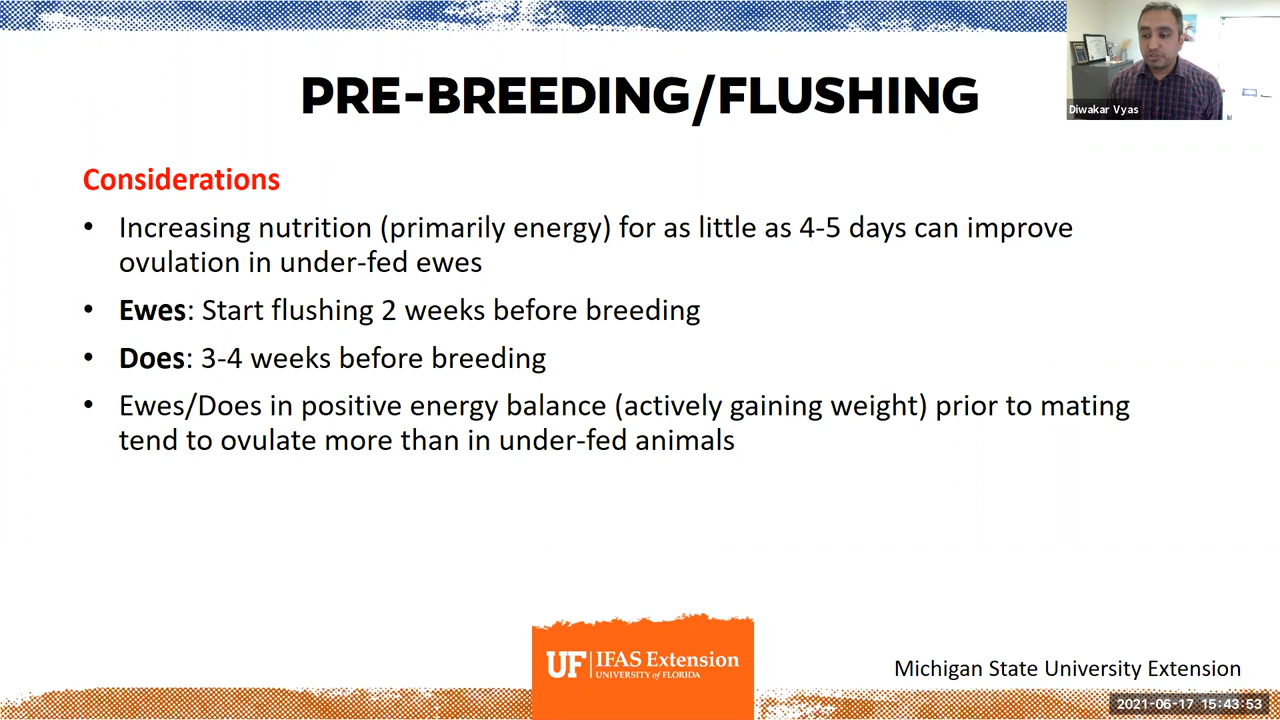 PRE-BREEDING/FLUSHING
Diwakar Vyas
Considerations
• Increasing nutrition (primarily energy) for as little as 4-5 days can improve
ovulation in under-fed ewes
• Ewes: Start flushing 2 weeks before breeding
• Does: 3-4 weeks before breeding
• Ewes/Does in positive energy balance (actively gaining weight) prior to mating
tend to ovulate more than in under-fed animals
UF IFAS Extension
UNIVERSITY of FLORIDA
Michigan State University Extension
2021-06-17 15:43:53